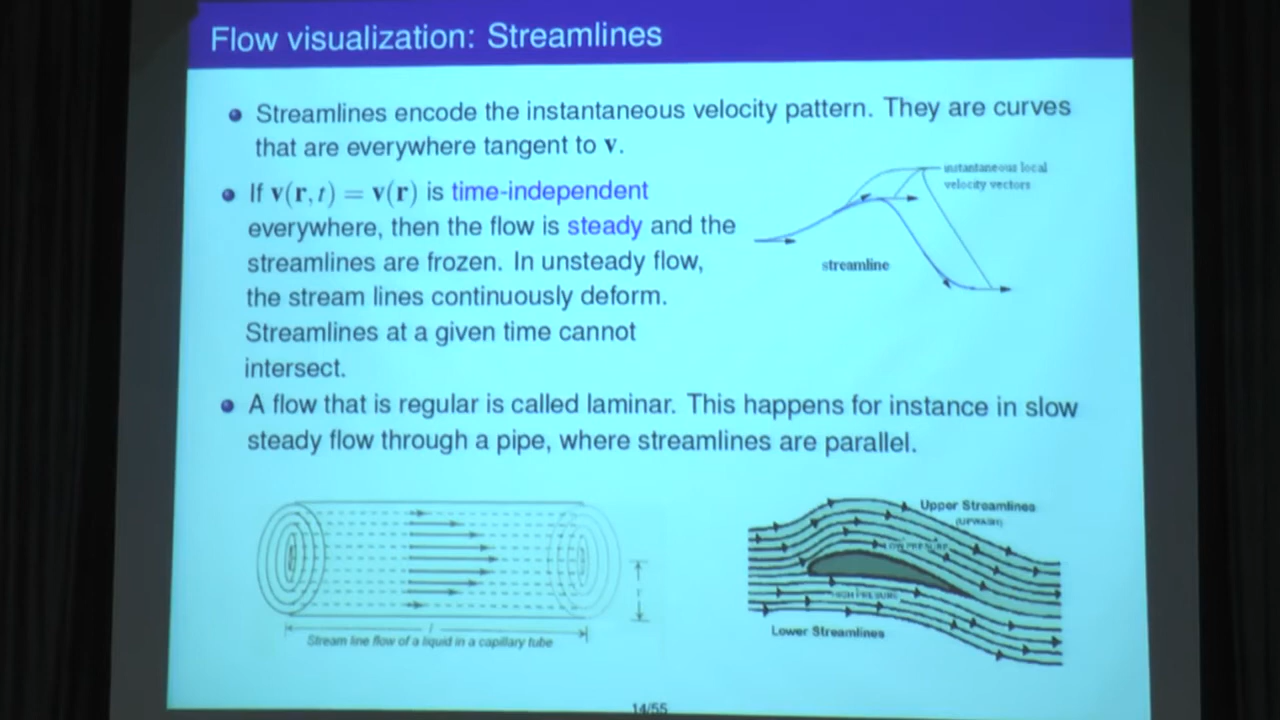 Flow visualization: Streamlines
Streamlines encode the instantaneous velocity pattern. They are curves
that are everywhere tangent to v.
If v(r, t) = v(r) is time-independent
everywhere, then the flow is steady and the
streamlines are frozen. In unsteady flow,
the stream lines continuously deform.
Streamlines at a given time cannot
intersect.
instantaneous local
velocity vectors
streamline
A flow that is regular is called laminar. This happens for instance in slow
steady flow through a pipe, where streamlines are parallel.
r
l
Stream line flow of a liquid in a capillary tube
Upper Streamlines
(UPWASH)
LOW PRESURE
HIGH PRESURE
Lower Streamlines
14/55